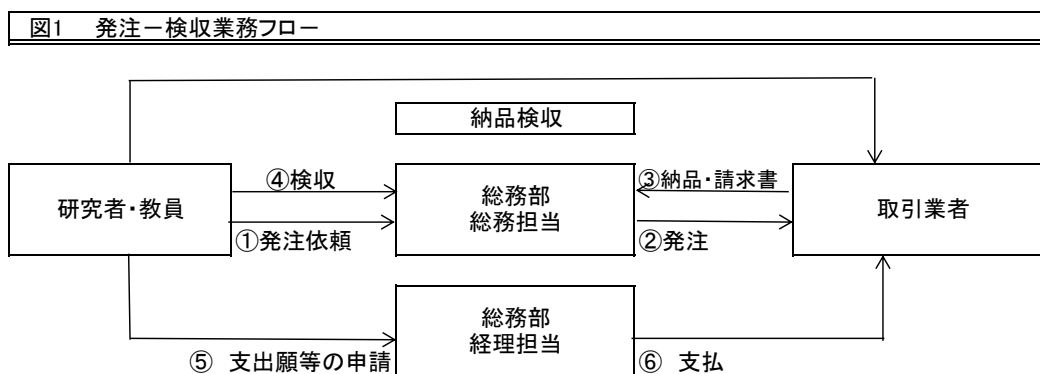 図1　発注－検収業務フロー
納品検収
④検収
③納品・請求書
研究者・教員
総務部
総務担当
取引業者
①発注依頼
②発注
総務部
経理担当
⑤　支出願等の申請
⑥　支払